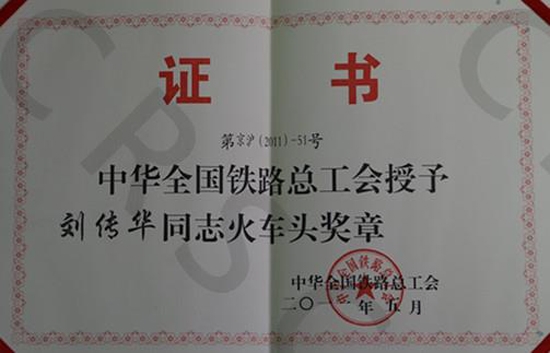 证 书
第京沪(2011)-51号
中华全国铁路总工会授予
刘传华同志火车头奖章
中华全国铁路总工会
二〇一一年五月
CRSC